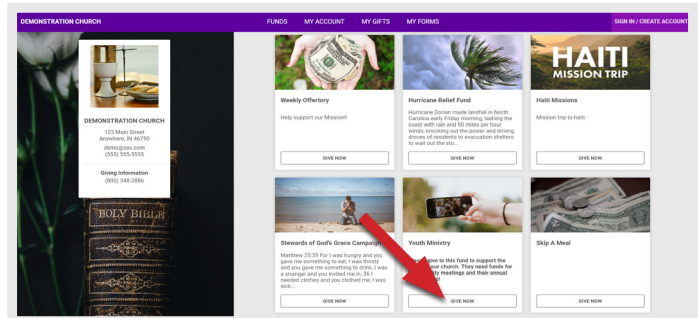 DEMONSTRATION CHURCH
FUNDS MY ACCOUNT MY GIFTS MY FORMS
SIGN IN / CREATE ACCOUNT
DEMONSTRATION CHURCH
123 Main Street
Anywhere, IN 46750
demo@osv.com
(555) 555-5555
Giving Information
(800) 348-2886
HOLY BIBLE
Weekly Offertory
Help support our Mission!!
GIVE NOW
Hurricane Relief Fund
Hurricane Donan made landfall in North
Carolina early Friday morning, lashing the
coast with rain and 90 miles per hour
winds, knocking out the power and driving
droves of residents to evacuation shelters
to wait out the sto...
GIVE NOW
HAITI
MISSION TRIP
Haiti Missions
Mission trip to haiti.
GIVE NOW
Stewards of God's Grace Campaign
Matthew 25:35 For I was hungry and you
gave me something to eat, I was thirsty
and you gave me something to drink, I was
a stranger and you invited me in, 36 I
needed clothes and you clothed me, I was
sick...
GIVE NOW
Youth Ministry
give to this fund to support the
our church. They need funds for
meetings and their annual
GIVE NOW
Skip A Meal
GIVE NOW